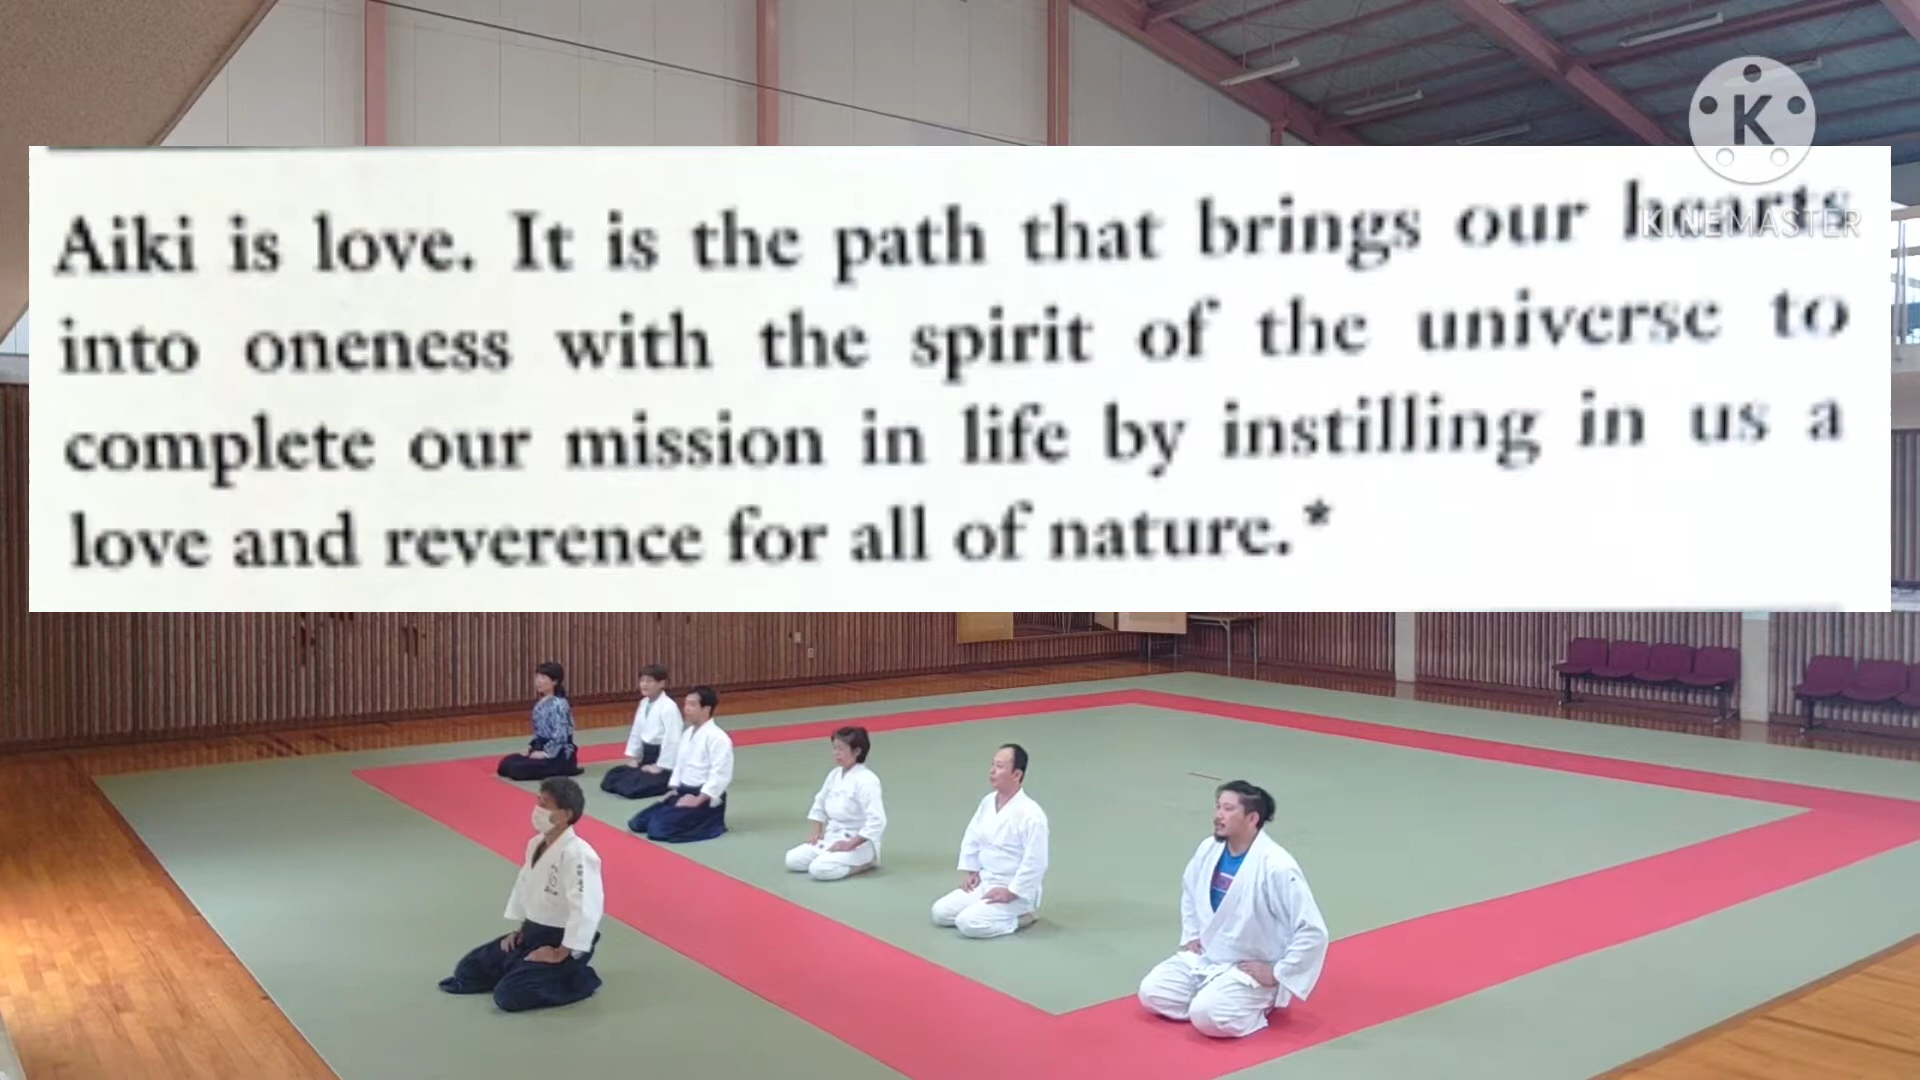 K
KINEMASTER
Aiki is love. It is the path that brings our hearts
into oneness with the spirit of the universe to
complete our mission in life by instilling in us a
love and reverence for all of nature.*